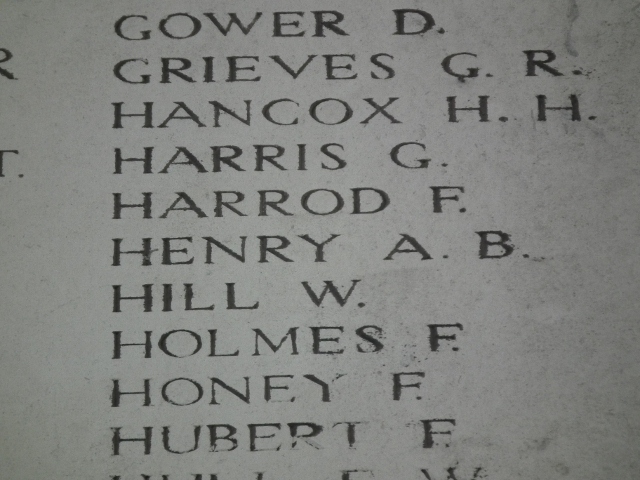 GOWER D.
R GRIEVES G. R.
HANCOX H. H.
T. HARRIS G.
HARROD F.
HENRY A. B.
HILL W.
HOLMES F.
HONEY F.
HUBERT F.